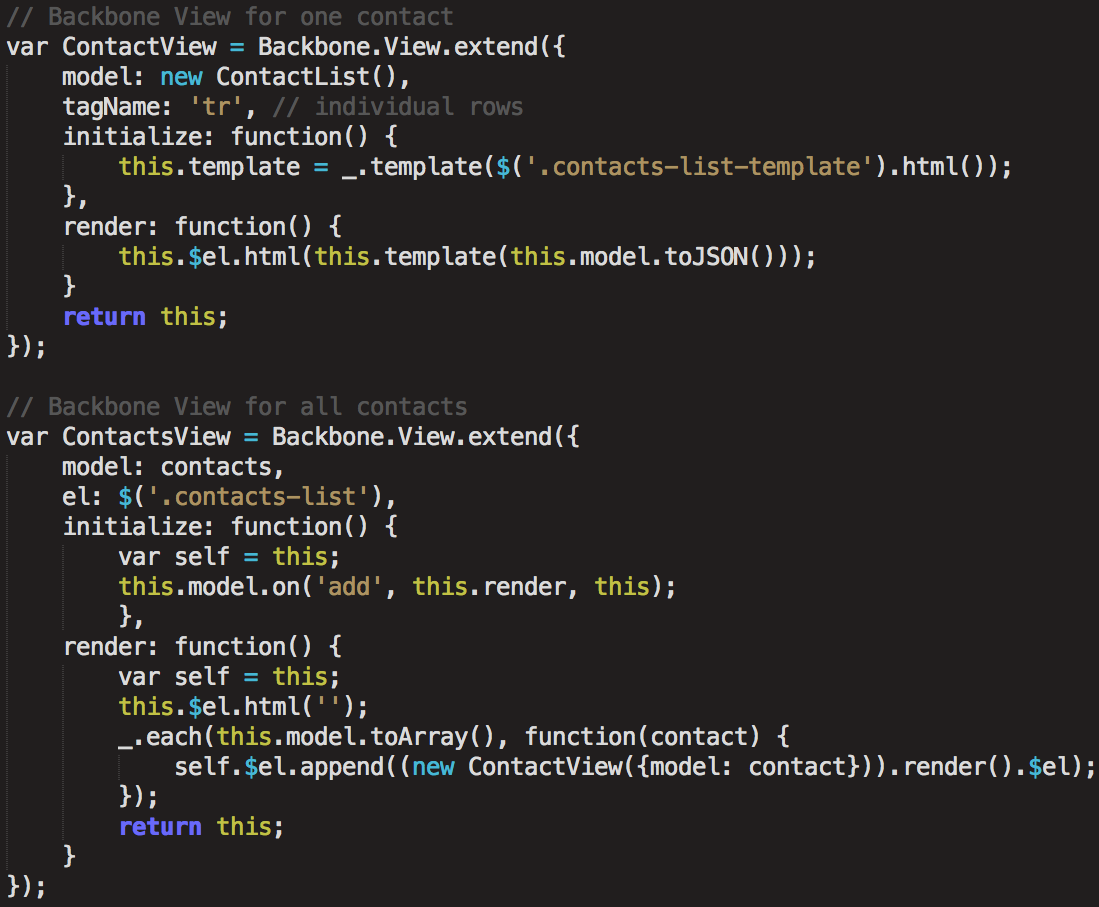 // Backbone View for one contact
var ContactView = Backbone.View.extend({
    model: new ContactList(),
    tagName: 'tr', // individual rows
    initialize: function() {
        this.template = _.template($('.contacts-list-template').html());
    },
    render: function() {
        this.$el.html(this.template(this.model.toJSON()));
    }
    return this;
});

// Backbone View for all contacts
var ContactsView = Backbone.View.extend({
    model: contacts,
    el: $('.contacts-list'),
    initialize: function() {
        var self = this;
        this.model.on('add', this.render, this);
        },
    render: function() {
        var self = this;
        this.$el.html('');
        _.each(this.model.toArray(), function(contact) {
            self.$el.append((new ContactView({model: contact})).render().$el);
        });
        return this;
    }
});